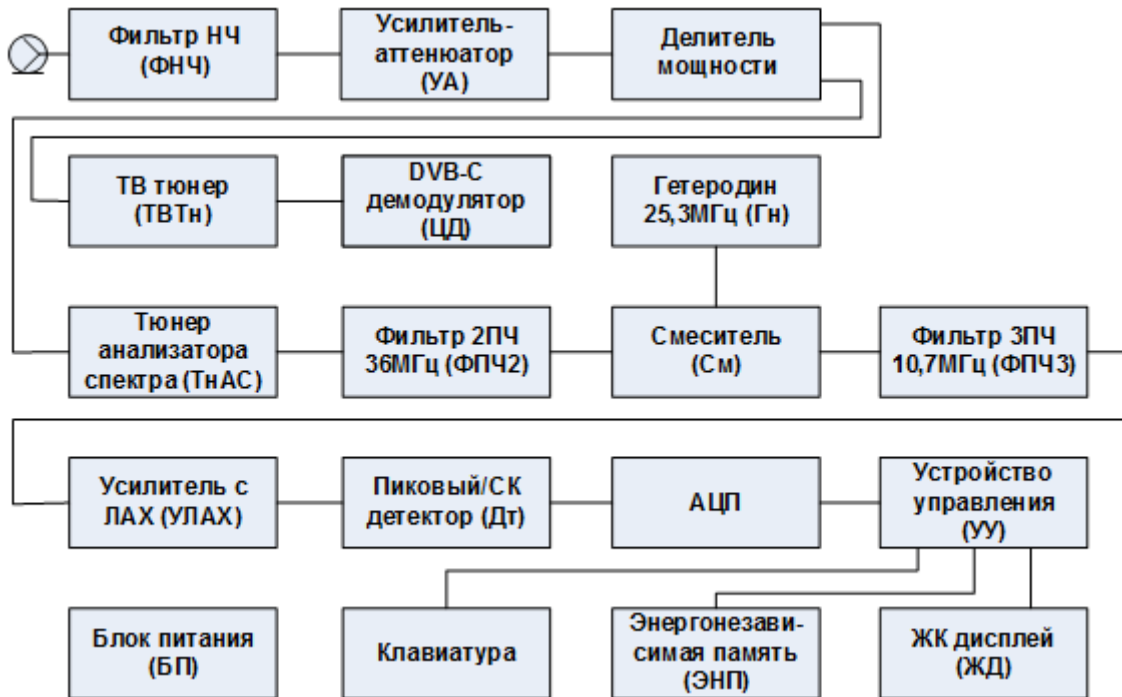 Фильтр НЧ
(ФНЧ)
Усилитель-
аттенюатор
(УА)
Делитель
мощности
ТВ тюнер
(ТВТн)
DVB-C
демодулятор
(ЦД)
Гетеродин
25,3МГц (Гн)
Тюнер
анализатора
спектра (ТнАС)
Фильтр 2ПЧ
36МГц (ФПЧ2)
Смеситель
(См)
Фильтр 3ПЧ
10,7МГц (ФПЧ3)
Усилитель с
ЛАХ (УЛАХ)
Пиковый/СК
детектор (Дт)
АЦП
Устройство
управления
(УУ)
Блок питания
(БП)
Клавиатура
Энергонезави-
симая память
(ЭНП)
ЖК дисплей
(ЖД)